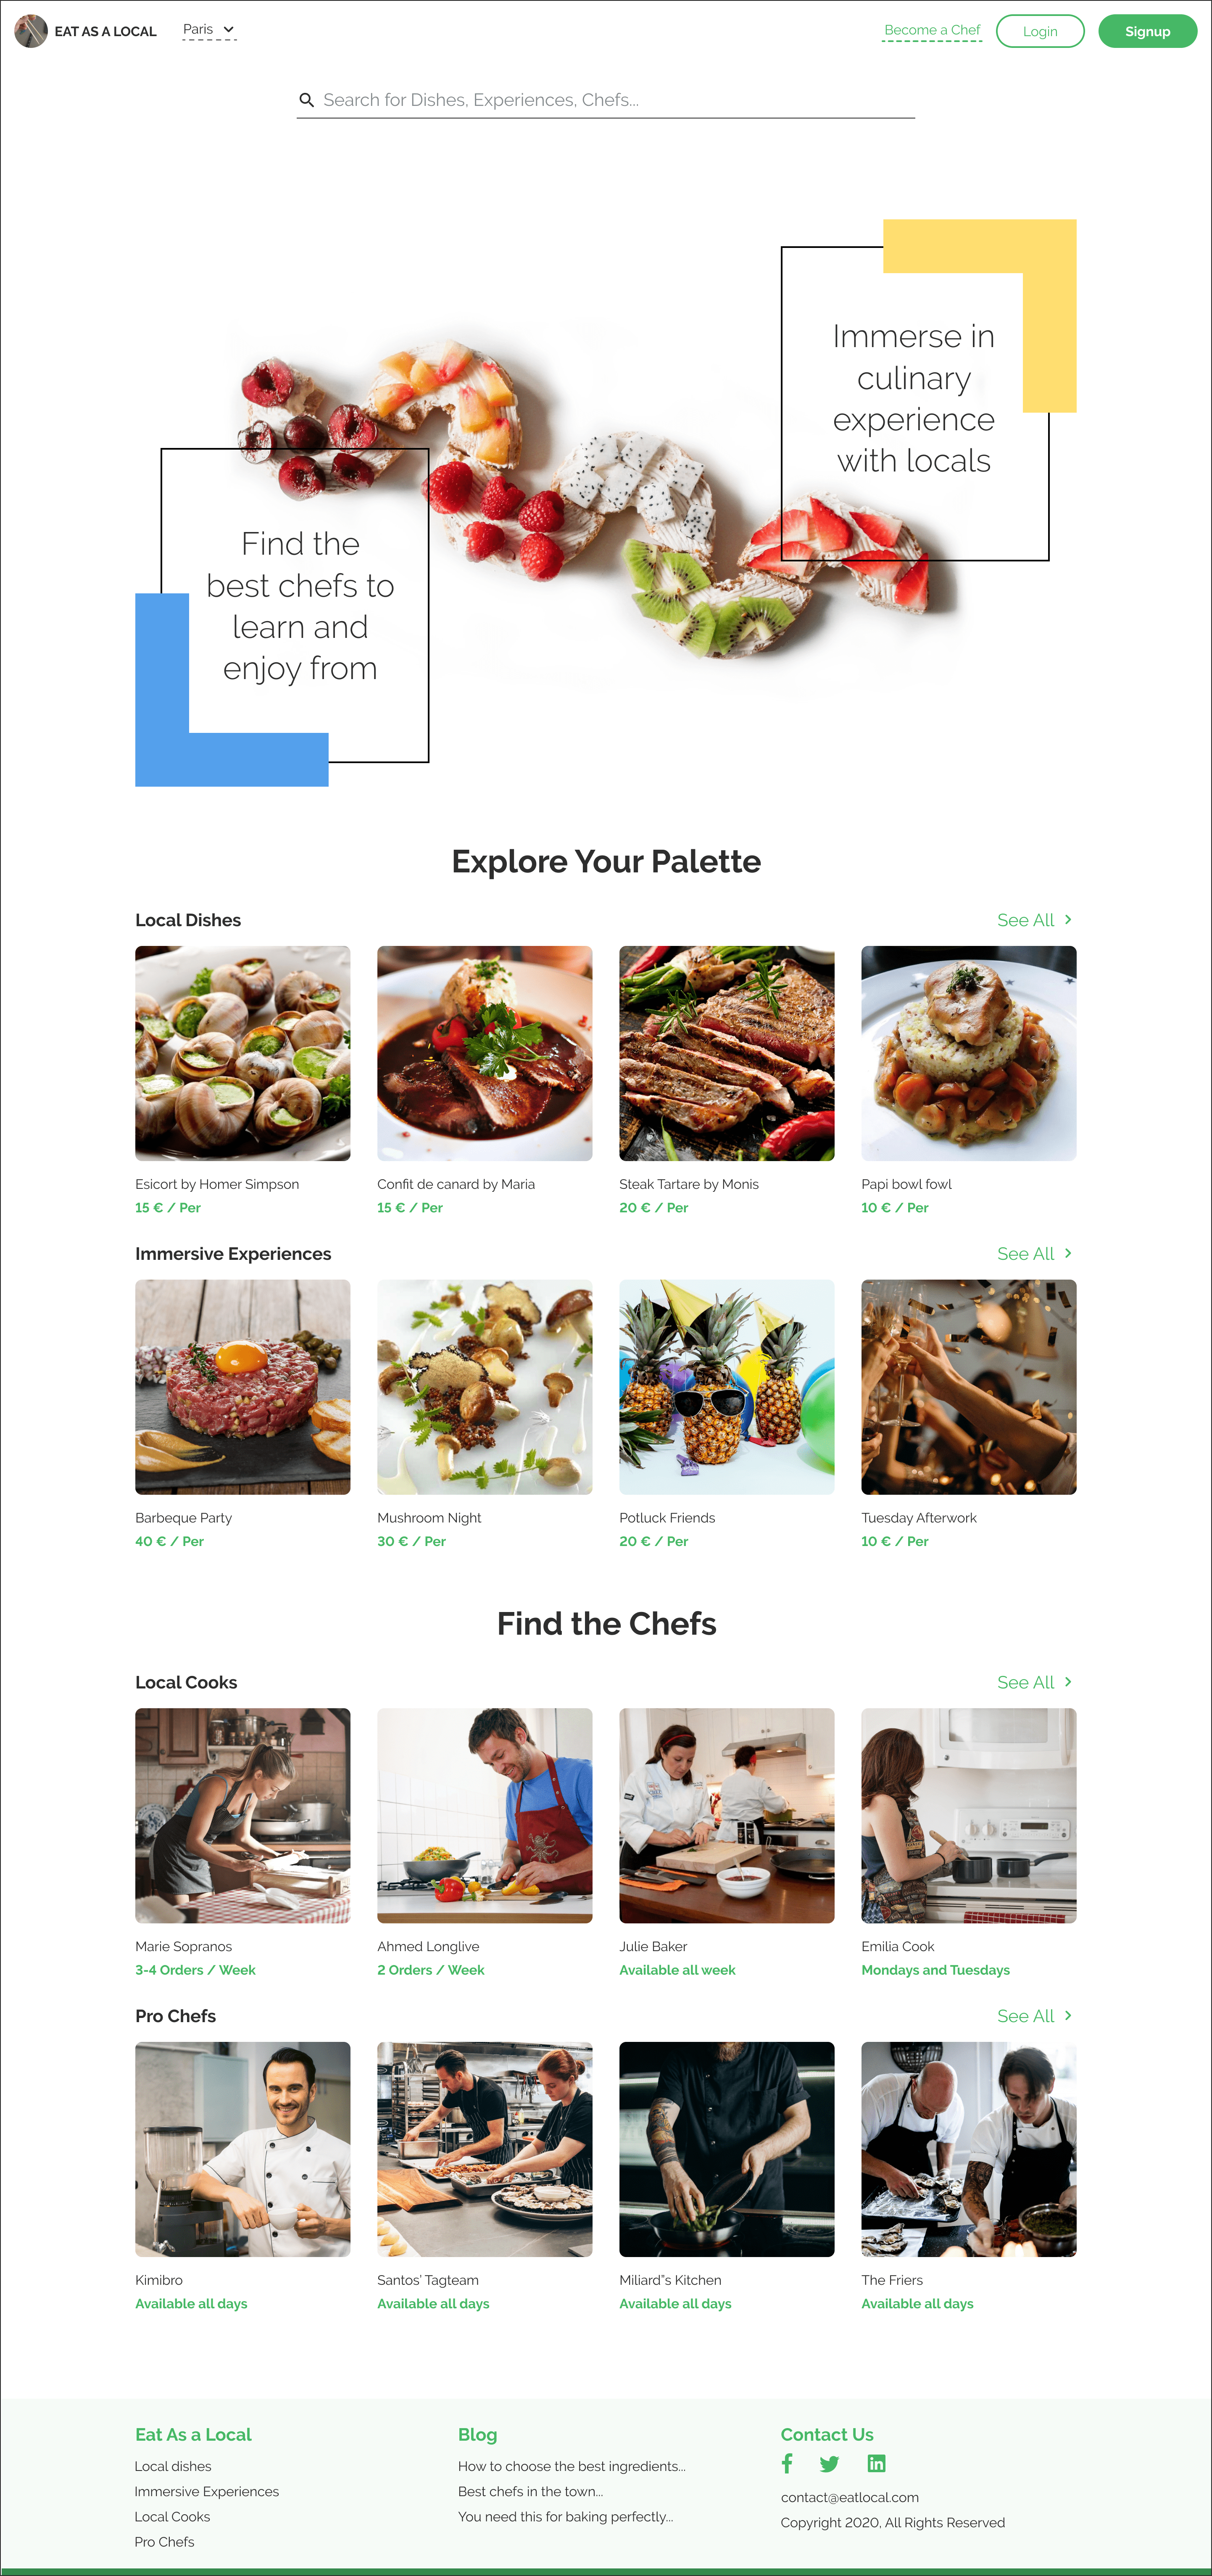 EAT AS A LOCAL
Paris
Become a Chef
Login
Signup
Search for Dishes, Experiences, Chefs...
Immerse in
culinary
experience
with locals
Find the
best chefs to
learn and
enjoy from
Explore Your Palette
Local Dishes
See All
Esicort by Homer Simpson
15 € / Per
Confit de canard by Maria
15 € / Per
Steak Tartare by Monis
20 € / Per
Papi bowl fowl
10 € / Per
Immersive Experiences
See All
Barbeque Party
40 € / Per
Mushroom Night
30 € / Per
Potluck Friends
20 € / Per
Tuesday Afterwork
10 € / Per
Find the Chefs
Local Cooks
See All
Marie Sopranos
3-4 Orders / Week
Ahmed Longlive
2 Orders / Week
Julie Baker
Available all week
Emilia Cook
Mondays and Tuesdays
Pro Chefs
See All
Kimibro
Available all days
Santos’ Tagteam
Available all days
Miliard”s Kitchen
Available all days
The Friers
Available all days
Eat As a Local
Local dishes
Immersive Experiences
Local Cooks
Pro Chefs
Blog
How to choose the best ingredients...
Best chefs in the town...
You need this for baking perfectly...
Contact Us
contact@eatlocal.com
Copyright 2020, All Rights Reserved